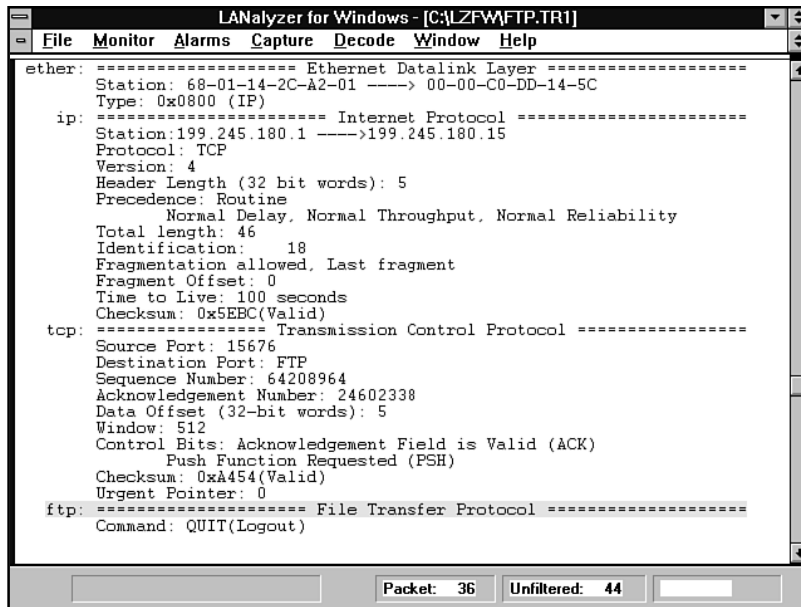 LANalyzer for Windows - [C:\LZFW\FTP.TR1]
File Monitor Alarms Capture Decode Window Help
ether: ==================== Ethernet Datalink Layer ====================
Station: 68-01-14-2C-A2-01 ----> 00-00-C0-DD-14-5C
Type: 0x0800 (IP)
ip: ======================= Internet Protocol =======================
Station:199.245.180.1 ---->199.245.180.15
Protocol: TCP
Version: 4
Header Length (32 bit words): 5
Precedence: Routine
Normal Delay, Normal Throughput, Normal Reliability
Total length: 46
Identification: 18
Fragmentation allowed, Last fragment
Fragment Offset: 0
Time to Live: 100 seconds
Checksum: 0x5EBC(Valid)
tcp: ================= Transmission Control Protocol =================
Source Port: 15676
Destination Port: FTP
Sequence Number: 64208964
Acknowledgement Number: 24602338
Data Offset (32-bit words): 5
Window: 512
Control Bits: Acknowledgement Field is Valid (ACK)
Push Function Requested (PSH)
Checksum: 0xA454(Valid)
Urgent Pointer: 0
ftp: ===================== File Transfer Protocol ====================
Command: QUIT(Logout)
Packet: 36 Unfiltered: 44